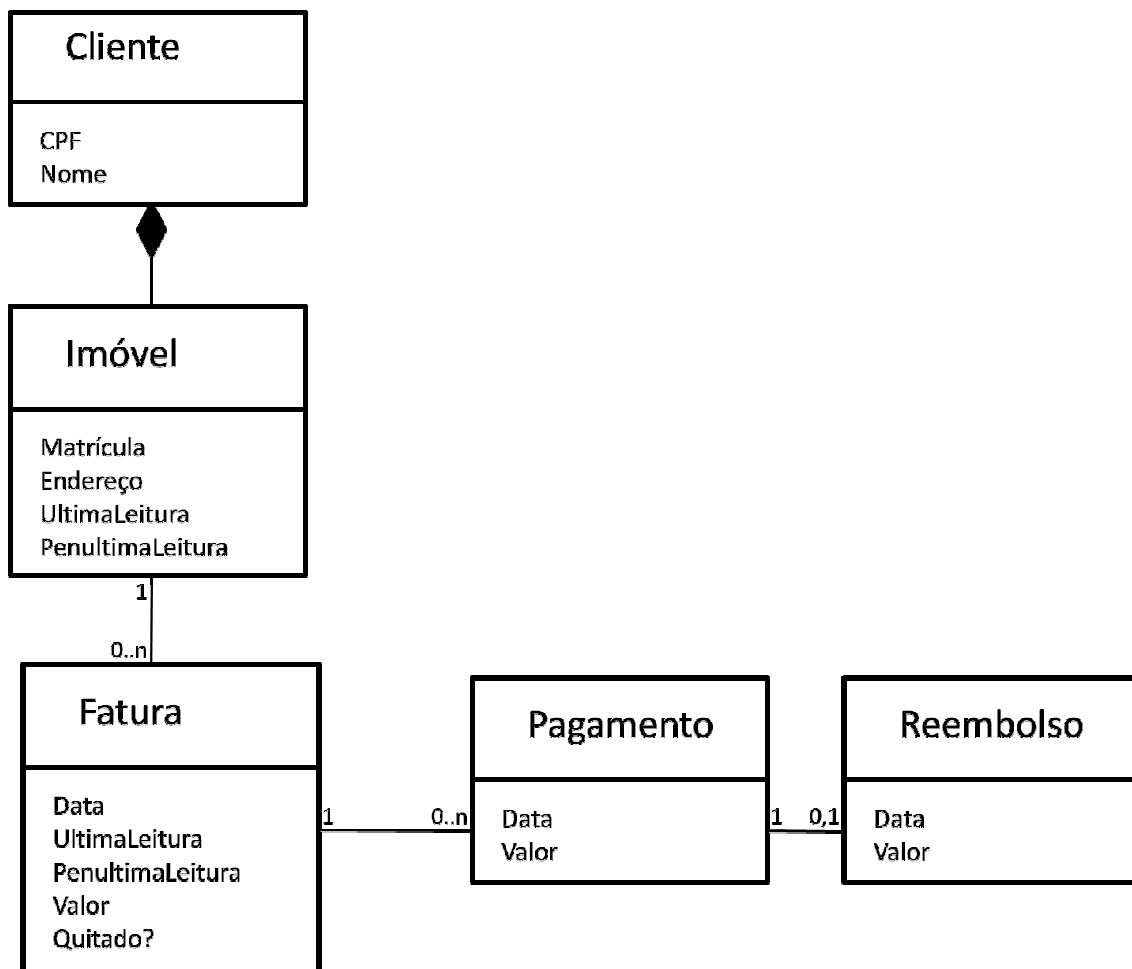 Cliente
CPF
Nome
Imóvel
Matrícula
Endereço
UltimaLeitura
PenultimaLeitura
1
0..n
Fatura
Data
UltimaLeitura
PenultimaLeitura
Valor
Quitado?
1
0..n
Pagamento
Data
Valor
1
0,1
Reembolso
Data
Valor